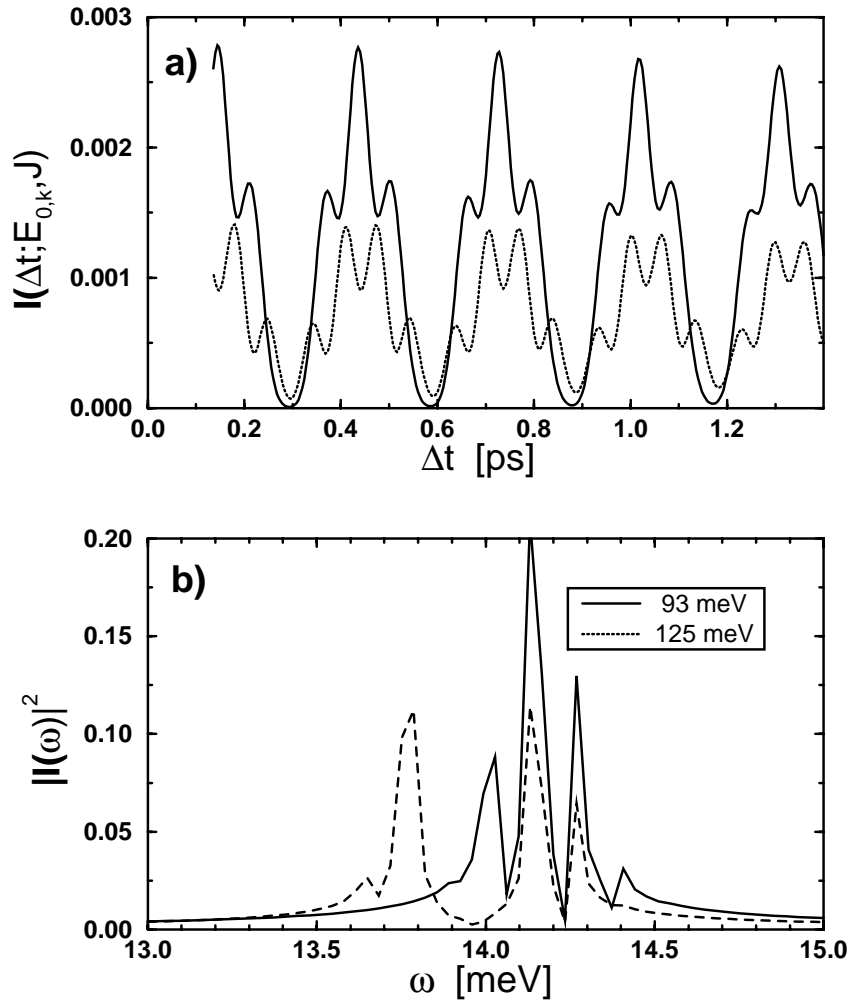 0.003
a)
0.002
0.001
0.000
I(Δt;E₀,ₖ,J)
0.0 0.2 0.4 0.6 0.8 1.0 1.2
Δt [ps]
0.20
b)
93 meV
125 meV
0.15
0.10
0.05
0.00
|I(ω)|²
13.0 13.5 14.0 14.5 15.0
ω [meV]